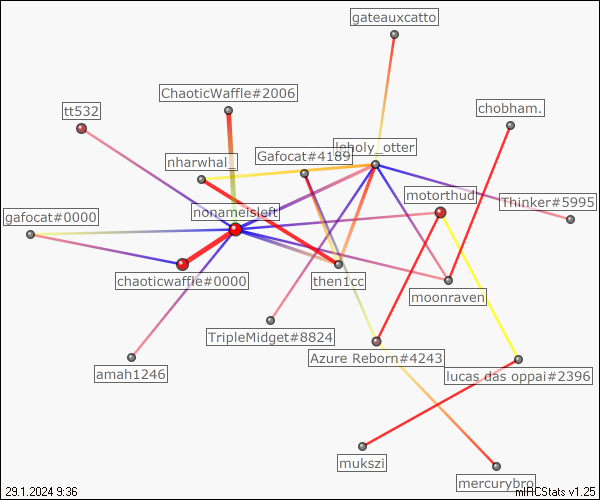 gateauxcatto
ChaoticWaffle#2006
chobham.
tt532
leholy_otter
Gafocat#4189
nharwhal_
motorthud
Thinker#5995
nonameisleft
gafocat#0000
chaoticwaffle#0000
then1cc
moonraven
TripleMidget#8824
Azure Reborn#4243
amah1246
lucas das oppai#2396
mukszi
mercurybro
29.1.2024 9:36
mIRCStats v1.25